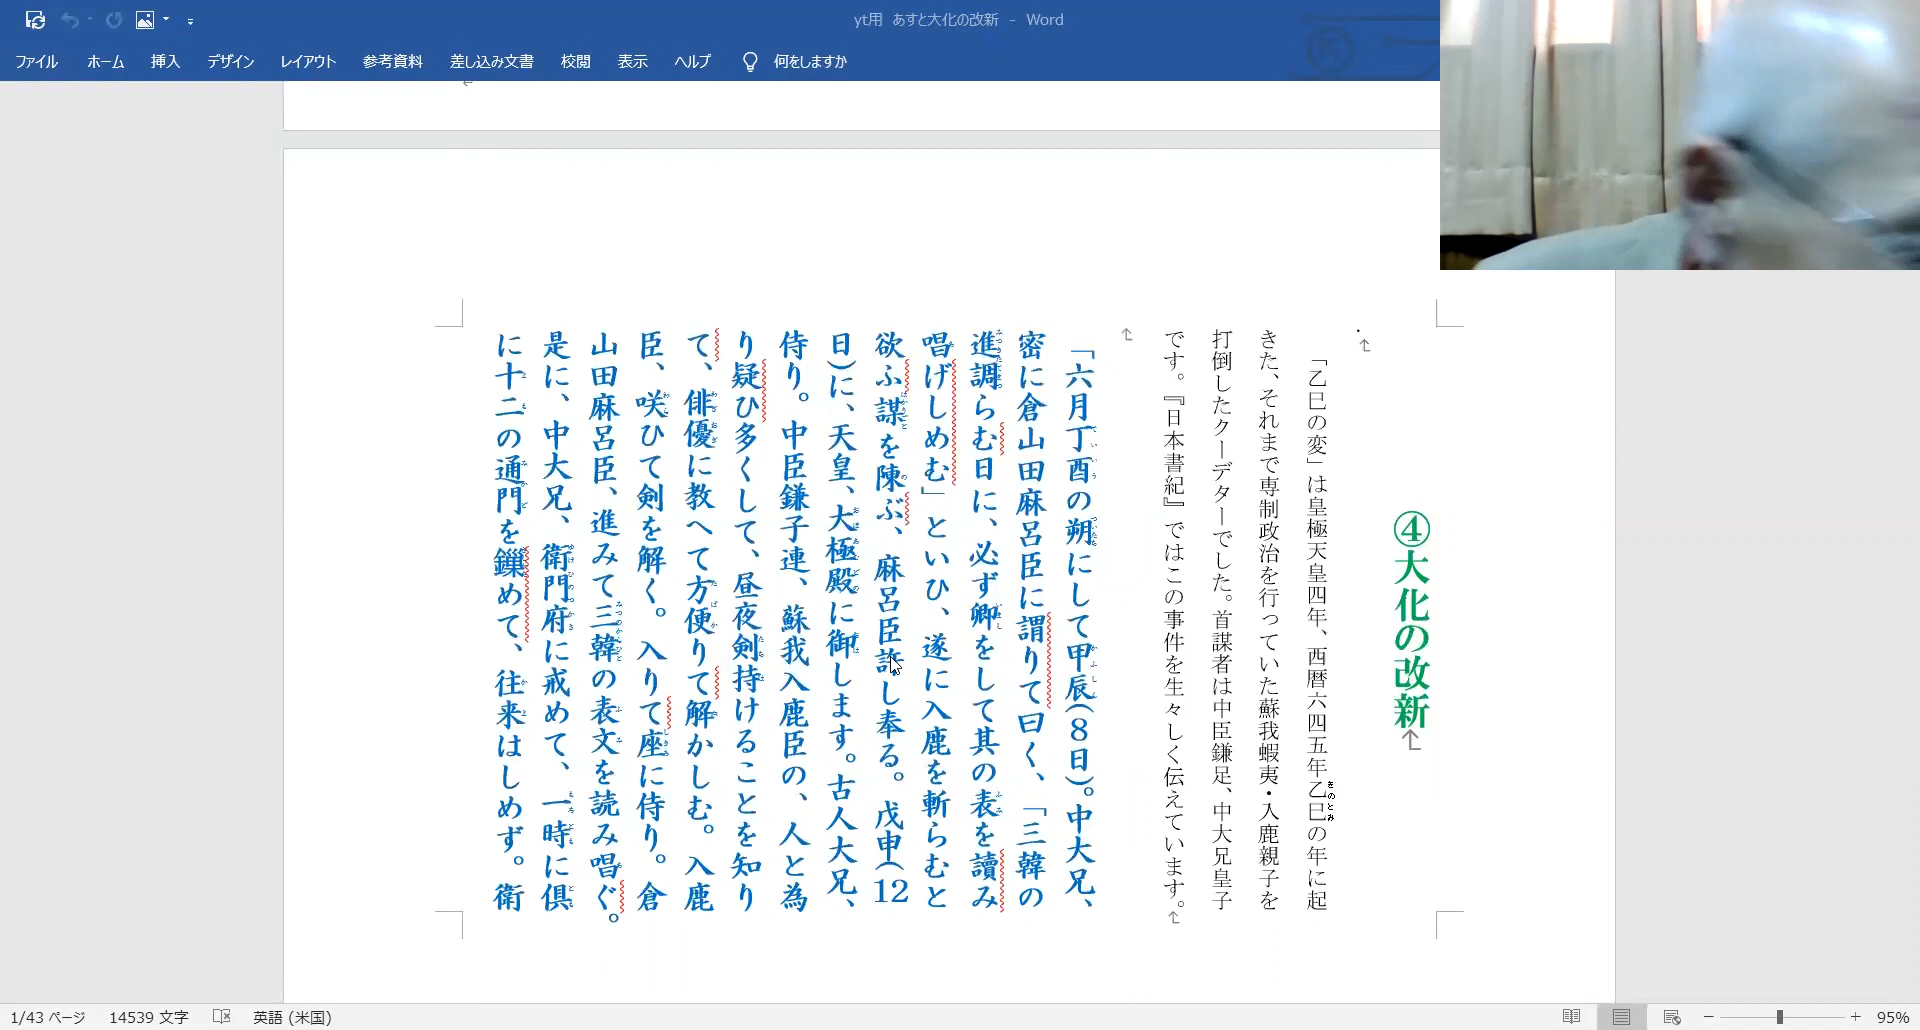 yt用 あすと大化の改新 - Word
ファイル ホーム 挿入 デザイン レイアウト 参考資料 差し込み文書 校閲 表示 ヘルプ 何をしますか
④大化の改新
「乙巳の変」は皇極天皇四年、西暦六四五年乙巳の年に起
きた、それまで専制政治を行っていた蘇我蝦夷・入鹿親子を
打倒したクーデターでした。首謀者は中臣鎌足、中大兄皇子
です。『日本書紀』ではこの事件を生々しく伝えています。
「六月丁酉の朔にして甲辰(8日)。中大兄、
密に倉山田麻呂臣に謂りて曰く、「三韓の
進調らむ日に、必ず卿をして其の表を讀み
唱げしめむ」といひ、遂に入鹿を斬らむと
欲ふ謀を陳ぶ、麻呂臣許し奉る。戊申(12
日)に、天皇、大極殿に御します。古人大兄、
侍り。中臣鎌子連、蘇我入鹿臣の、人と為
り疑ひ多くして、昼夜剣持けることを知り
て、俳優に教へて方便りて解かしむ。入鹿
臣、咲ひて剣を解く。入りて座に侍り。倉
山田麻呂臣、進みて三韓の表文を読み唱ぐ。
是に、中大兄、衛門府に戒めて、一時に倶
に十二の通門を鏁めて、往来はしめず。衛
1/43 ページ 14539 文字 英語 (米国) 95%